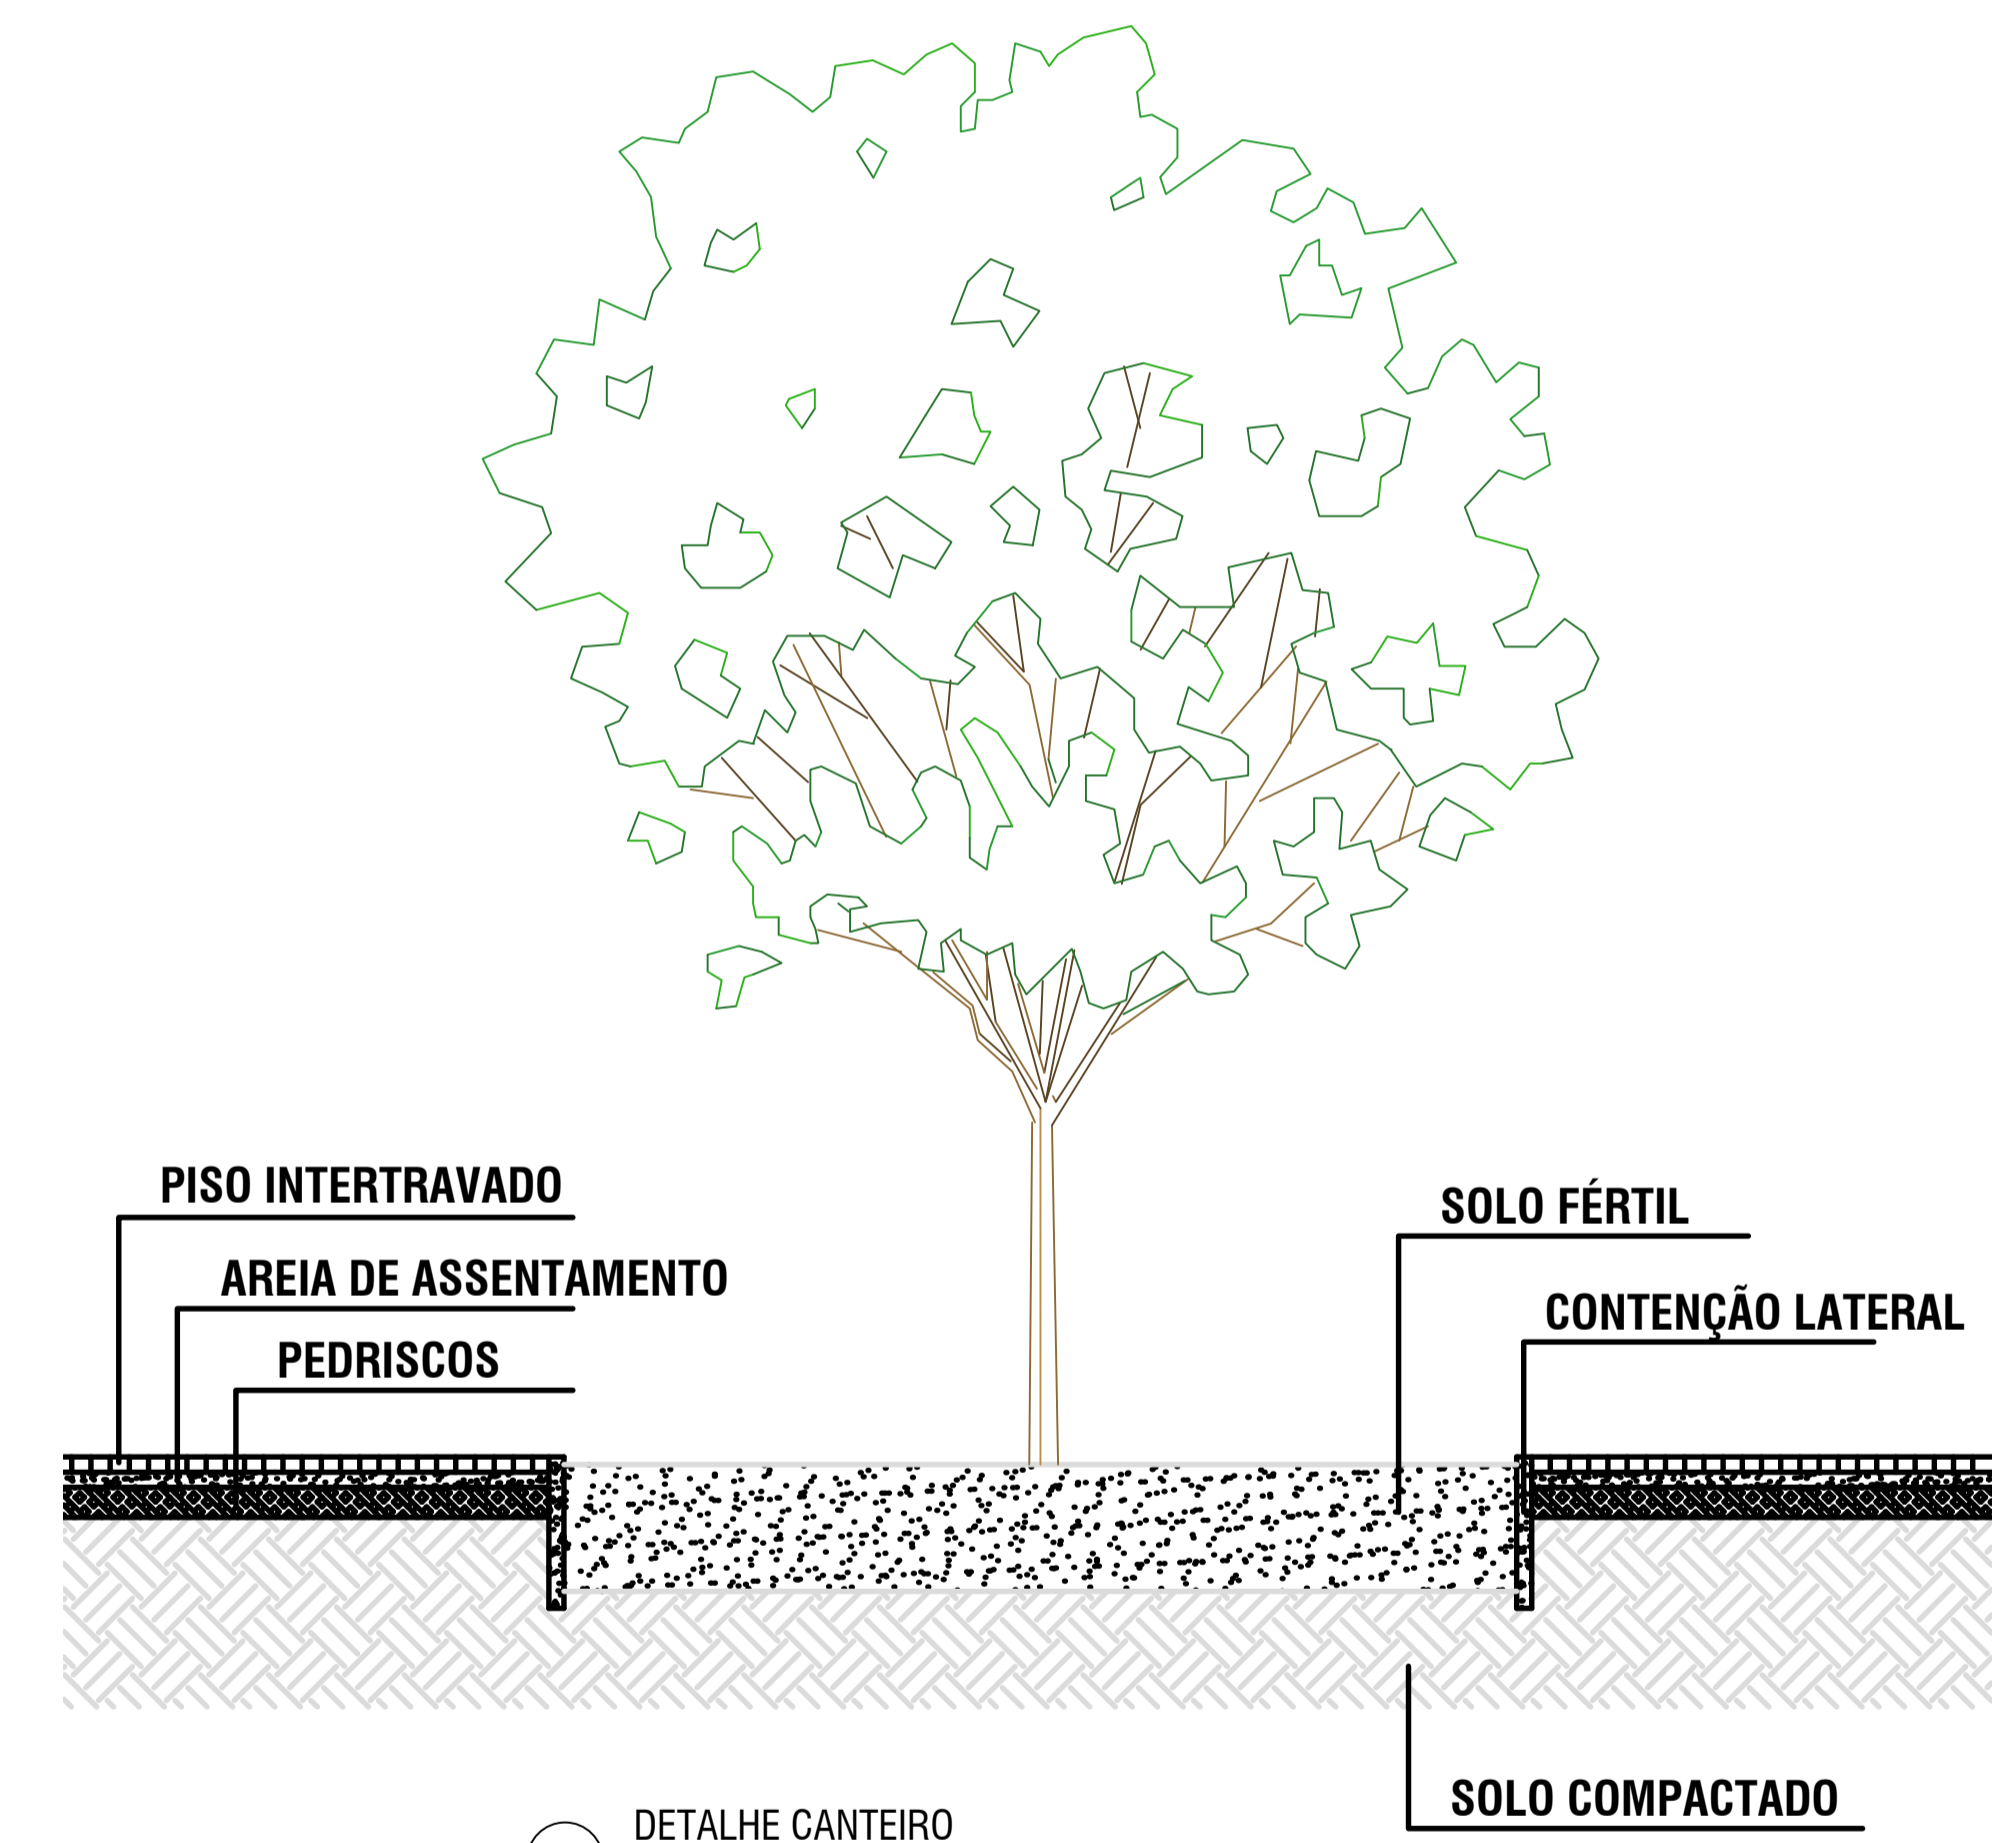 PISO INTERTRAVADO
AREIA DE ASSENTAMENTO
PEDRISCOS
SOLO FÉRTIL
CONTENÇÃO LATERAL
SOLO COMPACTADO
DETALHE CANTEIRO